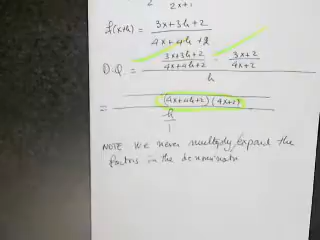 2x+1
f(x+h) = (3x+3h+2)/(4x+4h+2)
D.Q. = ((3x+3h+2)/(4x+4h+2) - (3x+2)/(4x+2))/h
= /((4x+4h+2)(4x+2))
h/1
NOTE We never multiply/expand the
factors in the denominator